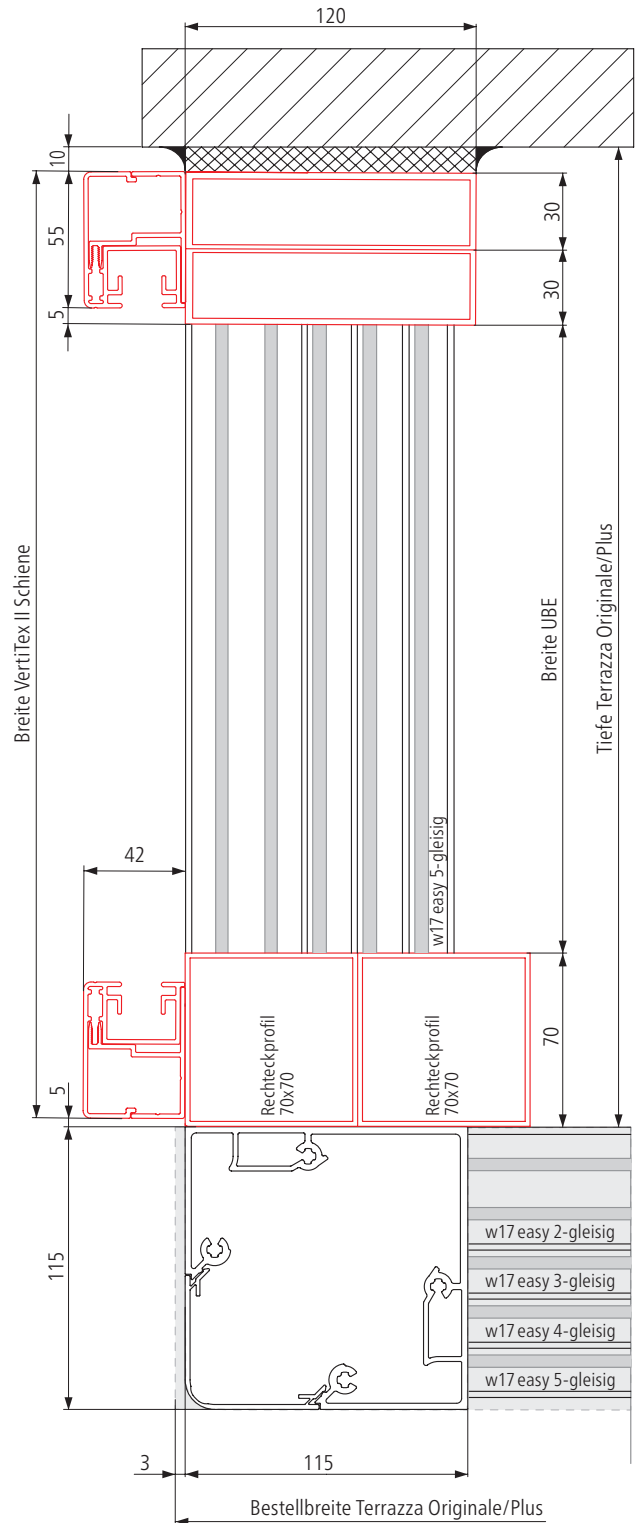 120
10
55
5
30
30
Breite VertiTex II Schiene
Breite UBE
Tiefe Terrazza Originale/Plus
w17 easy 5-gleisig
42
Rechteckprofil
70x70
Rechteckprofil
70x70
70
5
115
w17 easy 2-gleisig
w17 easy 3-gleisig
w17 easy 4-gleisig
w17 easy 5-gleisig
3
115
Bestellbreite Terrazza Originale/Plus